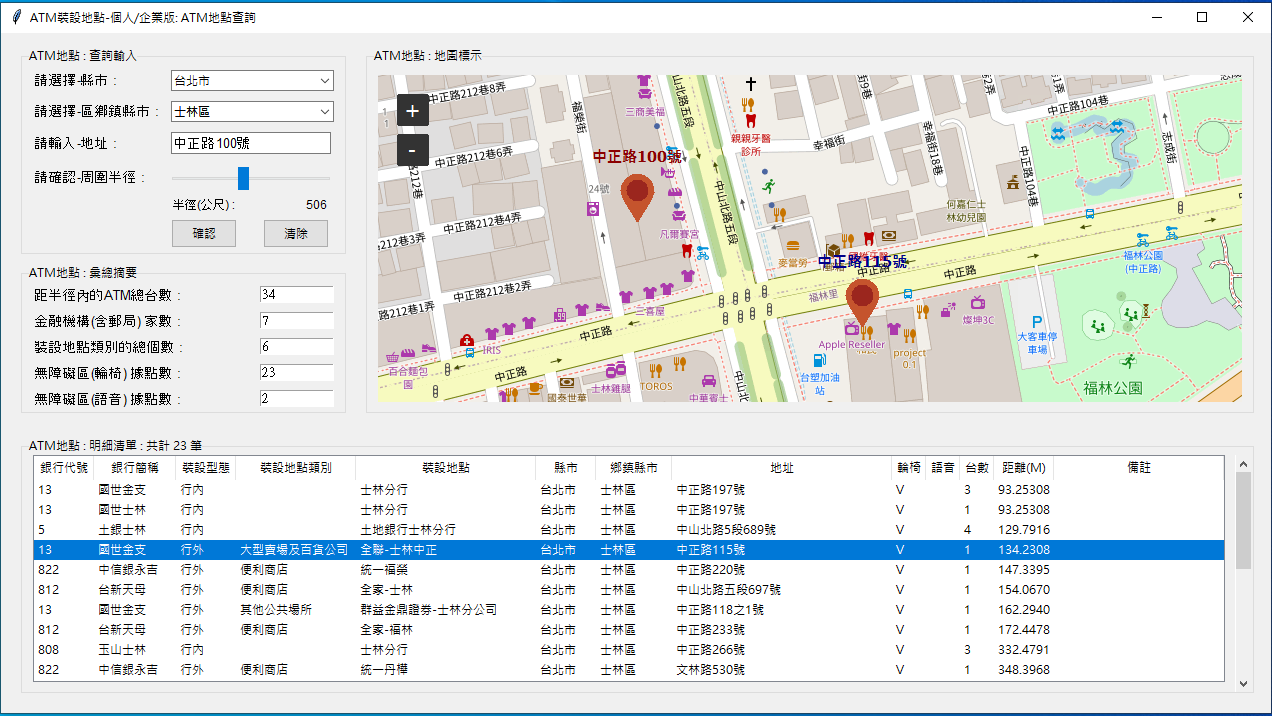 ATM裝設地點-個人/企業版: ATM地點查詢
ATM地點 : 查詢輸入
請選擇-縣市 :
台北市
請選擇-區鄉鎮縣市 :
士林區
請輸入-地址 :
中正路100號
請確認-周圍半徑 :
半徑(公尺) : 506
確認 清除
ATM地點 : 彙總摘要
距半徑內的ATM總台數 : 34
金融機構(含郵局) 家數 : 7
裝設地點類別的總個數 : 6
無障礙區(輪椅) 據點數 : 23
無障礙區(語音) 據點數 : 2
ATM地點 : 地圖標示
+
-
中正路212巷8弄
中正路212巷6弄
中正路212巷4弄
中正路212巷2弄
福榮街
三商美福
中山北路五段
親親牙醫
診所
福華街
幸福街18巷
中正路104巷
中正路104巷
中正路100號
24號
凡爾賽宮
中山北路五段
何嘉仁士
林幼兒園
麥當勞
中正路115號
中正路
中正路
福林公園
(中正路)
福林里
三喜屋
中正路
IRIS
百合麵包
園
中正路
士林雞腿
國泰世華
TOROS
中華賓士
Apple Reseller
project
0.1
燦坤3C
大客車停
車場
台塑加油
站
福林公園
ATM地點 : 明細清單 : 共計 23 筆
銀行代號 銀行簡稱 裝設型態 裝設地點類別 裝設地點 縣市 鄉鎮縣市 地址 輪椅 語音 台數 距離(M) 備註
13 國世金支 行內 士林分行 台北市 士林區 中正路197號 V 3 93.25308
13 國世士林 行內 士林分行 台北市 士林區 中正路197號 V 1 93.25308
5 土銀士林 行內 土地銀行士林分行 台北市 士林區 中山北路5段689號 V 4 129.7916
13 國世金支 行外 大型賣場及百貨公司 全聯-士林中正 台北市 士林區 中正路115號 V 1 134.2308
822 中信銀永吉 行外 便利商店 統一福榮 台北市 士林區 中正路220號 V 1 147.3395
812 台新天母 行外 便利商店 全家-士林 台北市 士林區 中山北路五段697號 V 1 154.0670
13 國世金支 行外 其他公共場所 群益金鼎證券-士林分公司 台北市 士林區 中正路118之1號 V 1 162.2940
812 台新天母 行外 便利商店 全家-福林 台北市 士林區 中正路233號 V 1 172.4478
808 玉山士林 行內 士林分行 台北市 士林區 中正路266號 V 3 332.4791
822 中信銀永吉 行外 便利商店 統一丹樺 台北市 士林區 文林路530號 V 1 348.3968